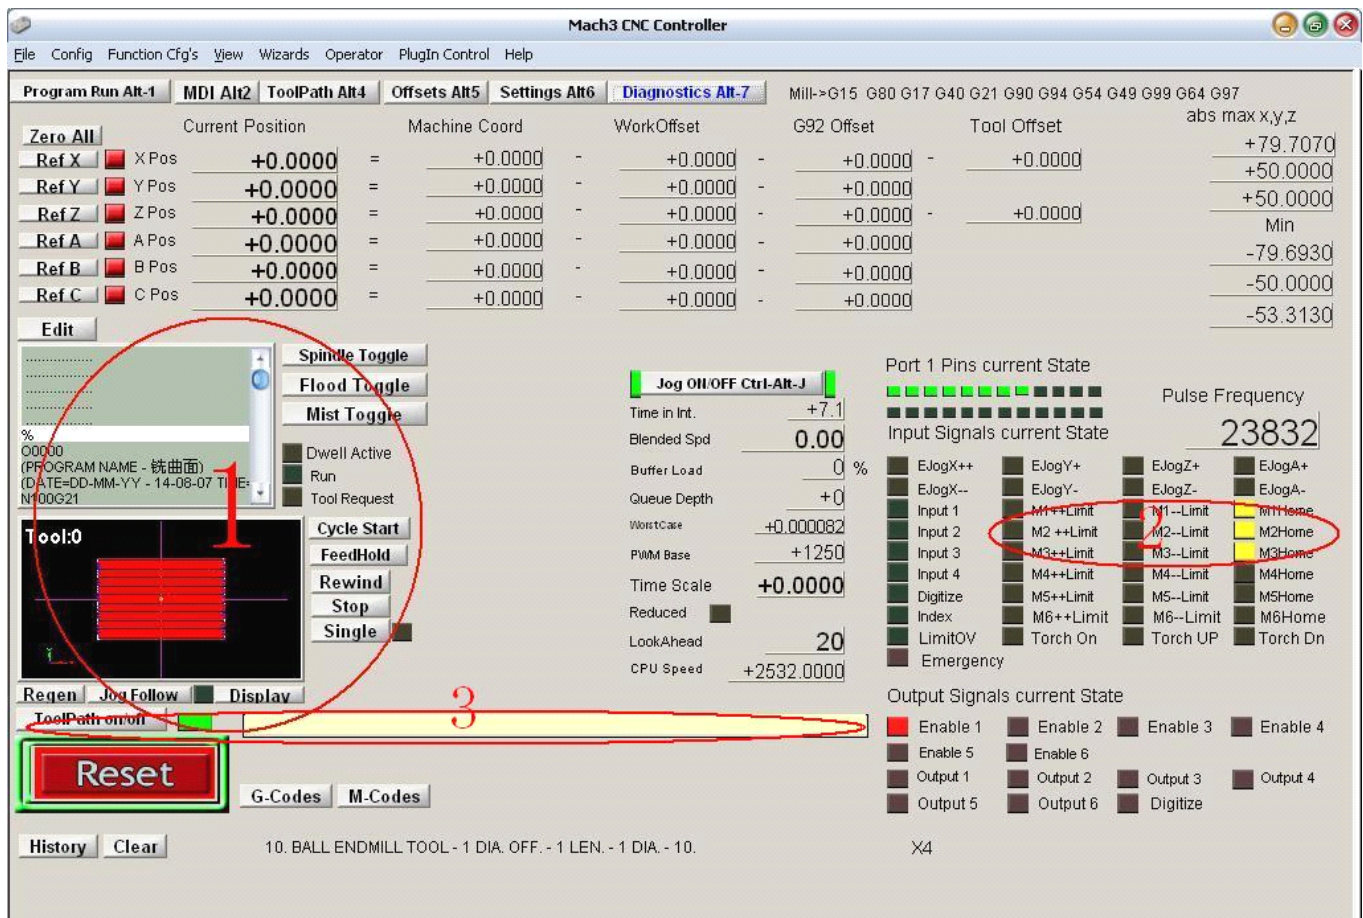 Mach3 CNC Controller
File Config Function Cfg's View Wizards Operator PlugIn Control Help
Program Run Alt-1 MDI Alt2 ToolPath Alt4 Offsets Alt5 Settings Alt6 Diagnostics Alt-7 Mill->G15 G80 G17 G40 G21 G90 G94 G54 G49 G99 G64 G97
Zero All Current Position Machine Coord WorkOffset G92 Offset Tool Offset abs max x,y,z
Ref X X Pos +0.0000 = +0.0000 - +0.0000 - +0.0000 - +0.0000 +79.7070
Ref Y Y Pos +0.0000 = +0.0000 - +0.0000 - +0.0000 +50.0000
Ref Z Z Pos +0.0000 = +0.0000 - +0.0000 - +0.0000 - +0.0000 +50.0000
Min
Ref A A Pos +0.0000 = +0.0000 - +0.0000 - +0.0000 -79.6930
Ref B B Pos +0.0000 = +0.0000 - +0.0000 - +0.0000 -50.0000
Ref C C Pos +0.0000 = +0.0000 - +0.0000 - +0.0000 -53.3130
Edit
%
O0000
(PROGRAM NAME - 铣曲面)
(DATE=DD-MM-YY - 14-08-07 TIME=
N100G21
1
Spindle Toggle
Flood Toggle
Mist Toggle
Dwell Active
Run
Tool Request
Tool:0
Y
Cycle Start
FeedHold
Rewind
Stop
Single
Regen Jog Follow Display
ToolPath on/off
3
Reset
G-Codes M-Codes
History Clear 10. BALL ENDMILL TOOL - 1 DIA. OFF. - 1 LEN. - 1 DIA. - 10. X4
Jog ON/OFF Ctrl-Alt-J
Time in Int. +7.1
Blended Spd 0.00
Buffer Load 0 %
Queue Depth +0
WorstCase +0.000082
PWM Base +1250
Time Scale +0.0000
Reduced
LookAhead 20
CPU Speed +2532.0000
Port 1 Pins current State
Pulse Frequency
23832
Input Signals current State
EJogX++ EJogY+ EJogZ+ EJogA+
EJogX-- EJogY- EJogZ- EJogA-
Input 1 M1++Limit M1--Limit M1Home
Input 2 M2 ++Limit M2--Limit M2Home
2
Input 3 M3++Limit M3--Limit M3Home
Input 4 M4++Limit M4--Limit M4Home
Digitize M5++Limit M5--Limit M5Home
Index M6++Limit M6--Limit M6Home
LimitOV Torch On Torch UP Torch Dn
Emergency
Output Signals current State
Enable 1 Enable 2 Enable 3 Enable 4
Enable 5 Enable 6
Output 1 Output 2 Output 3 Output 4
Output 5 Output 6 Digitize